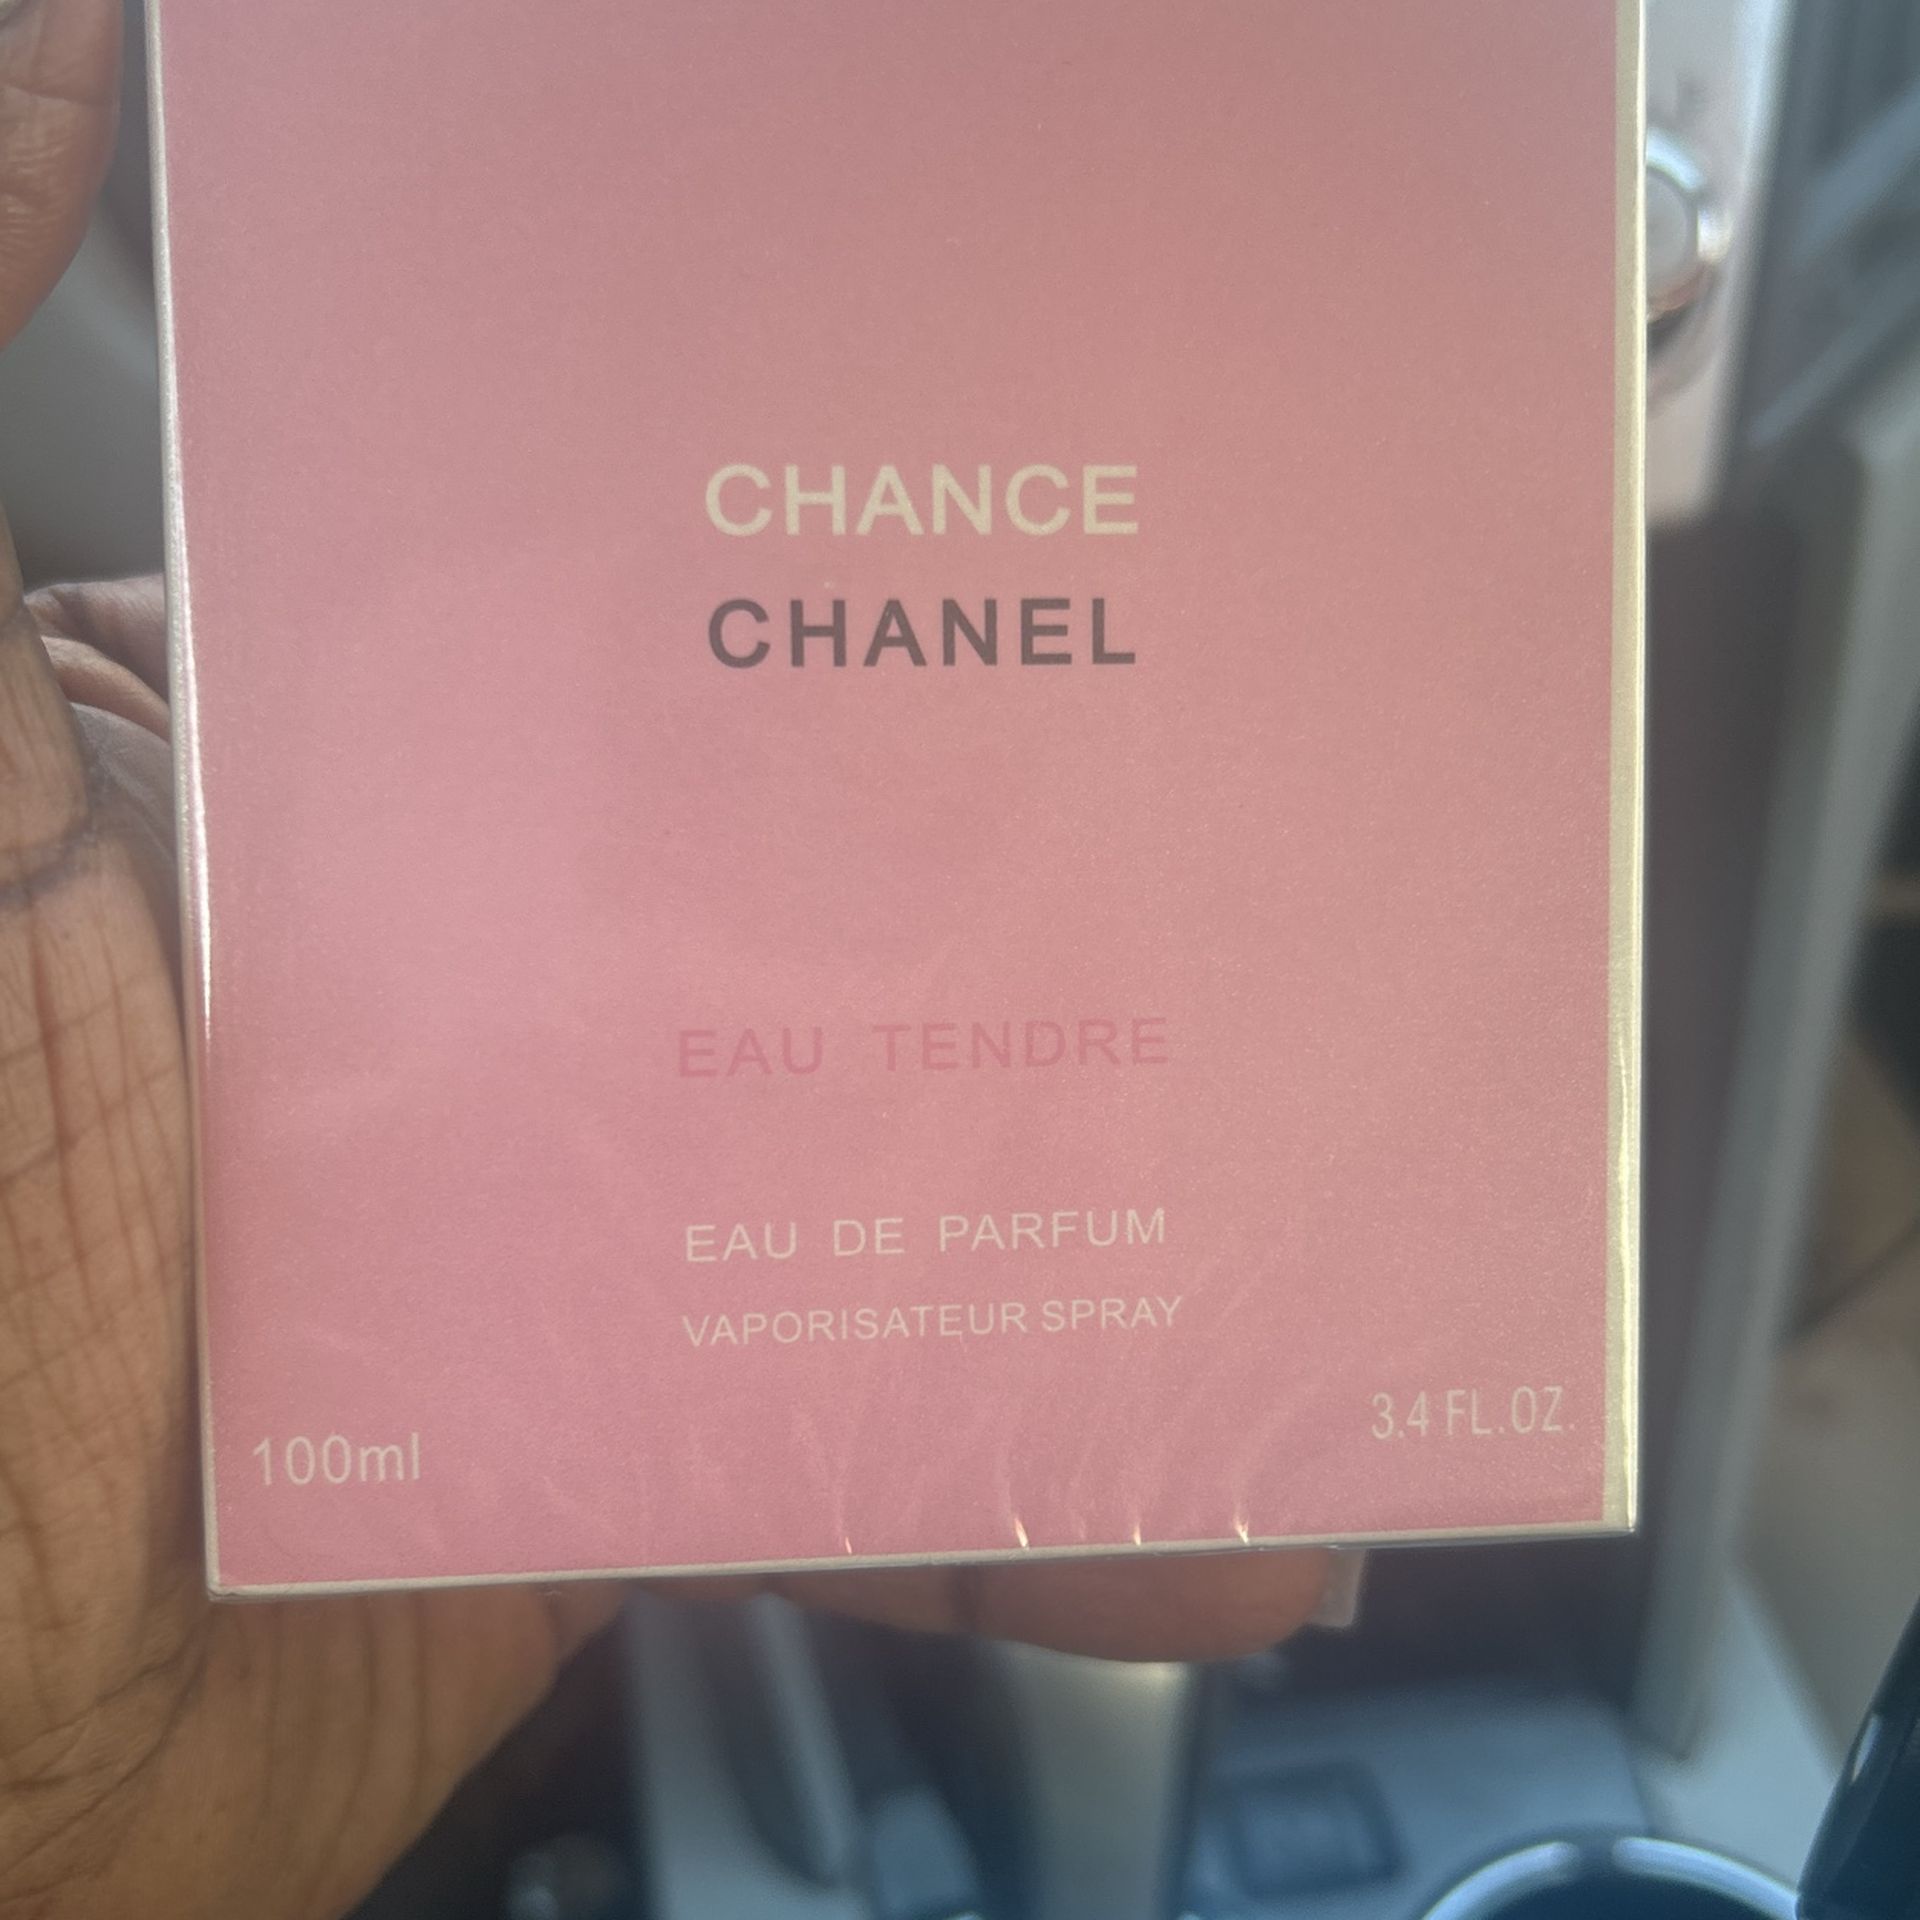 CHANCE
CHANEL
EAU TENDRE
EAU DE PARFUM
VAPORISATEUR SPRAY
100ml
3.4 FL.OZ.